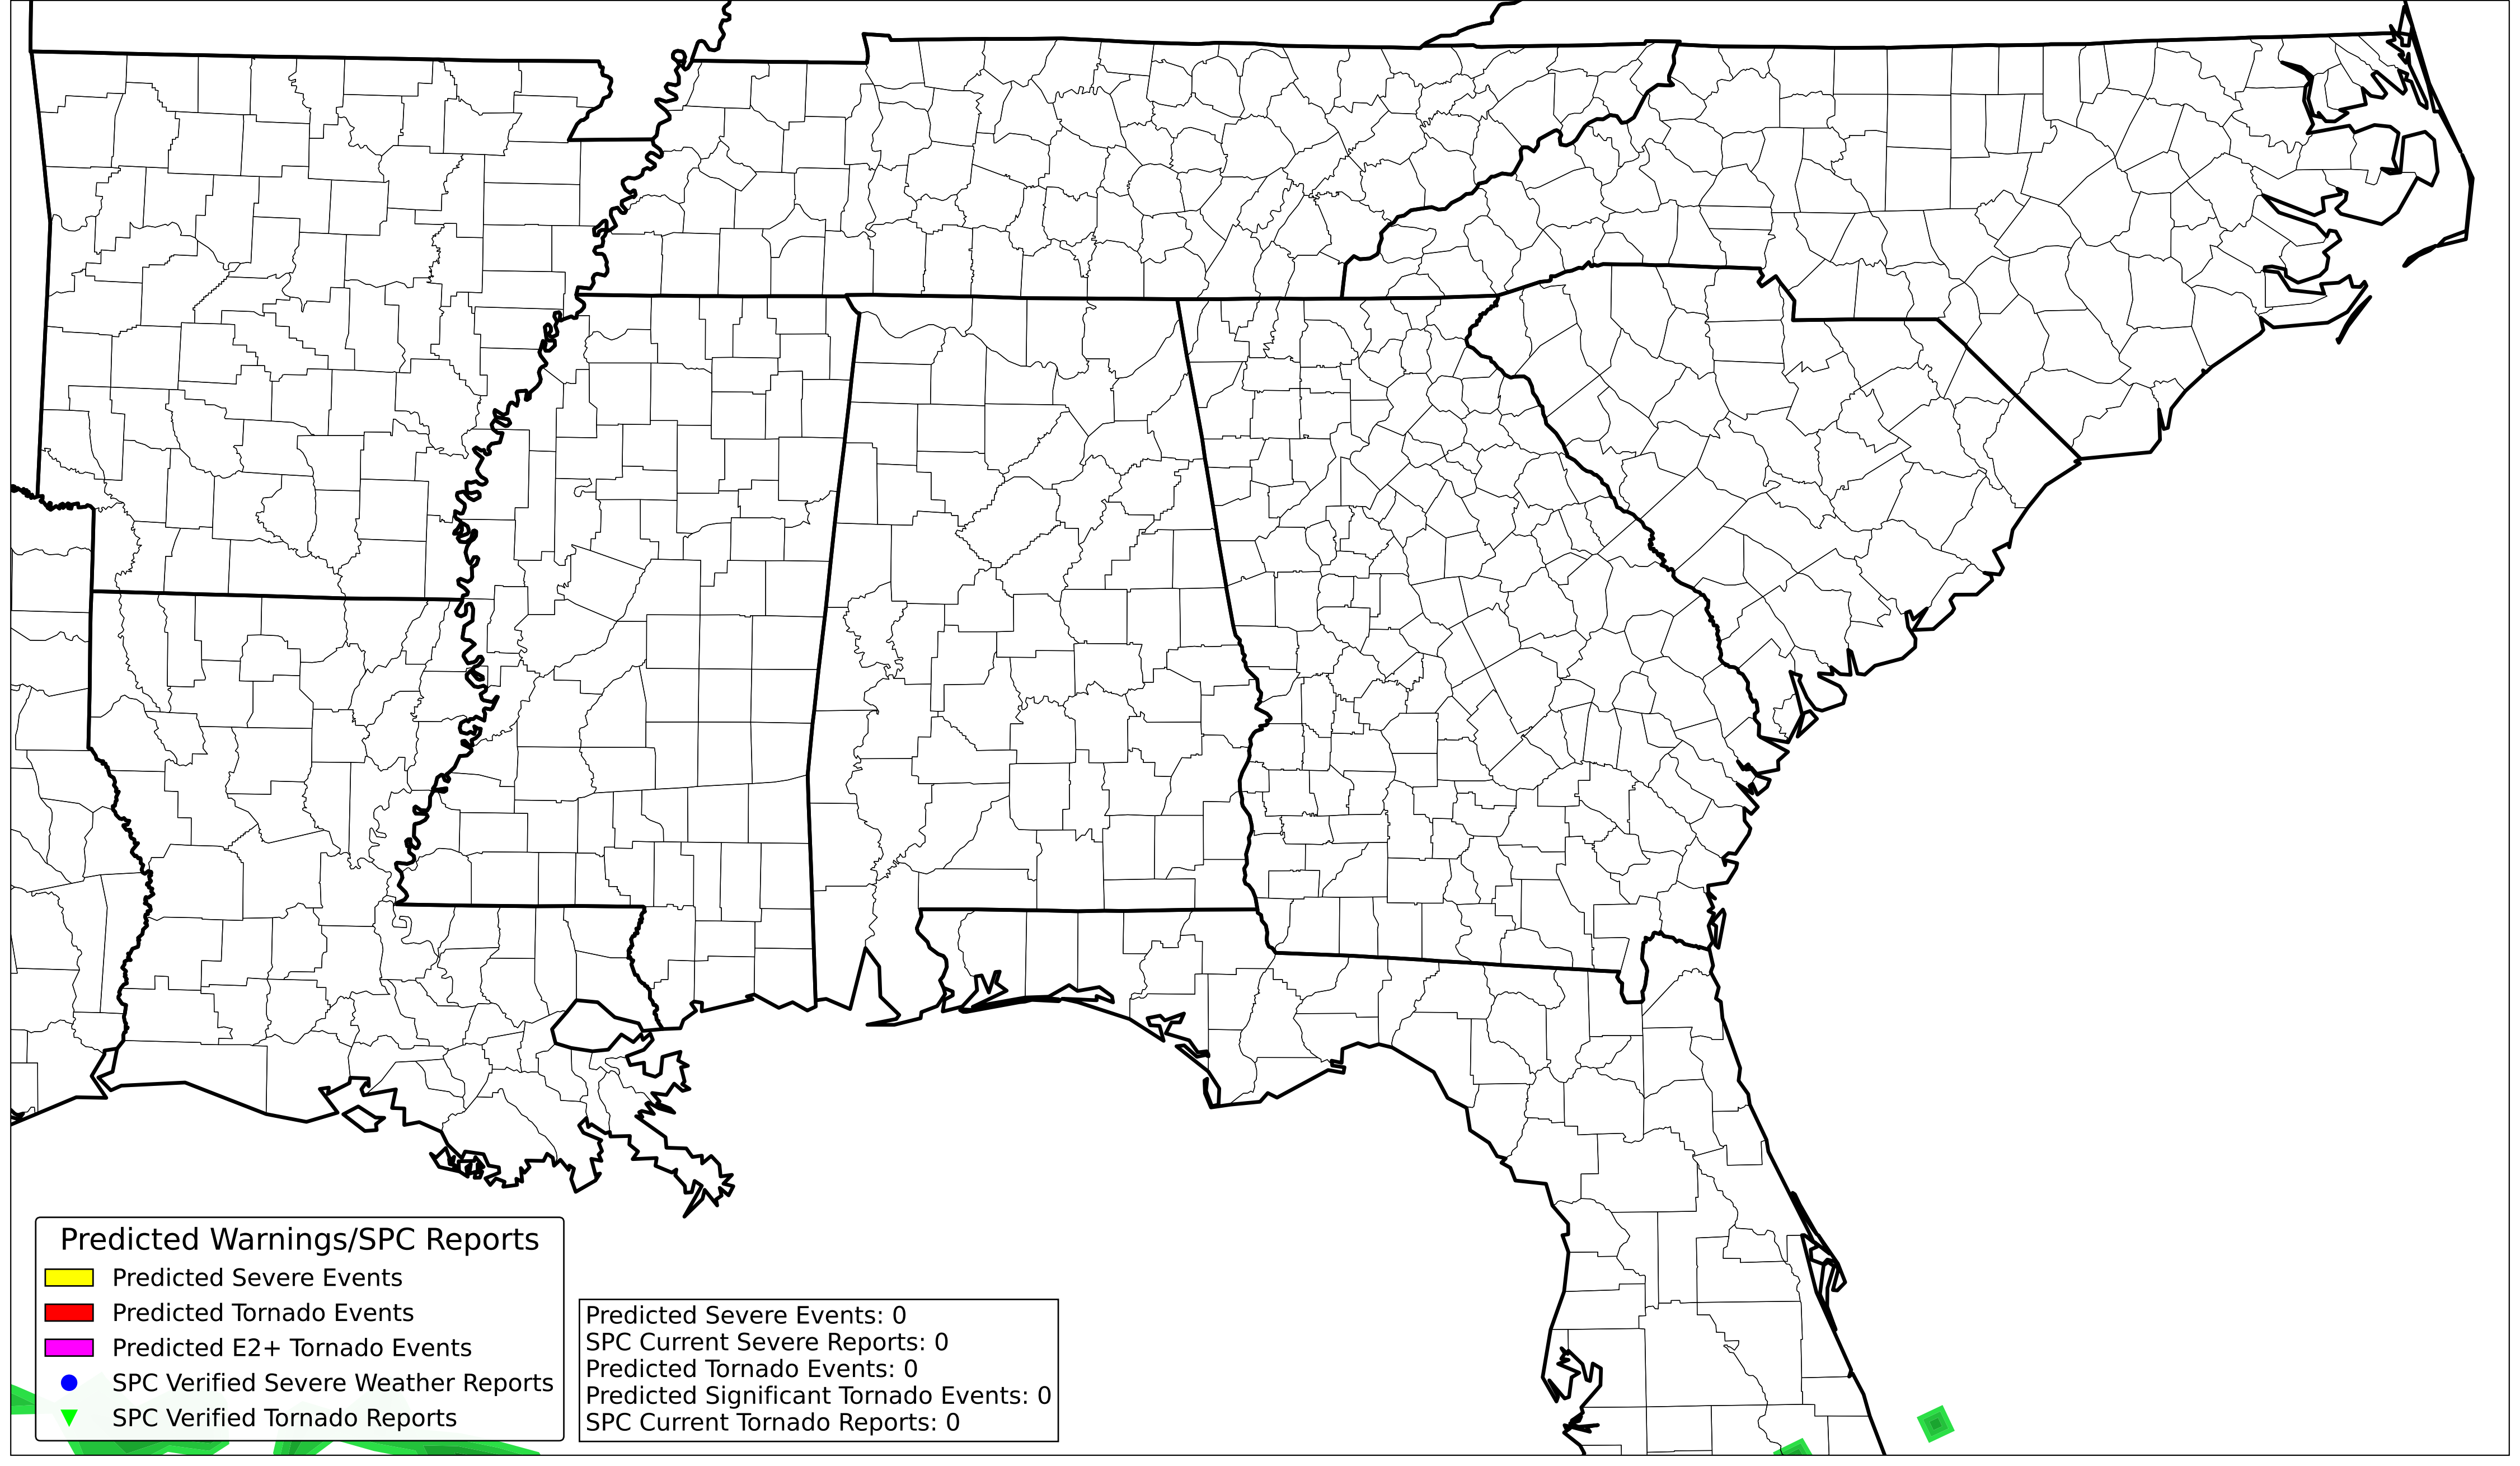 Predicted Warnings/SPC Reports
Predicted Severe Events
Predicted Tornado Events
Predicted E2+ Tornado Events
SPC Verified Severe Weather Reports
SPC Verified Tornado Reports
Predicted Severe Events: 0
SPC Current Severe Reports: 0
Predicted Tornado Events: 0
Predicted Significant Tornado Events: 0
SPC Current Tornado Reports: 0